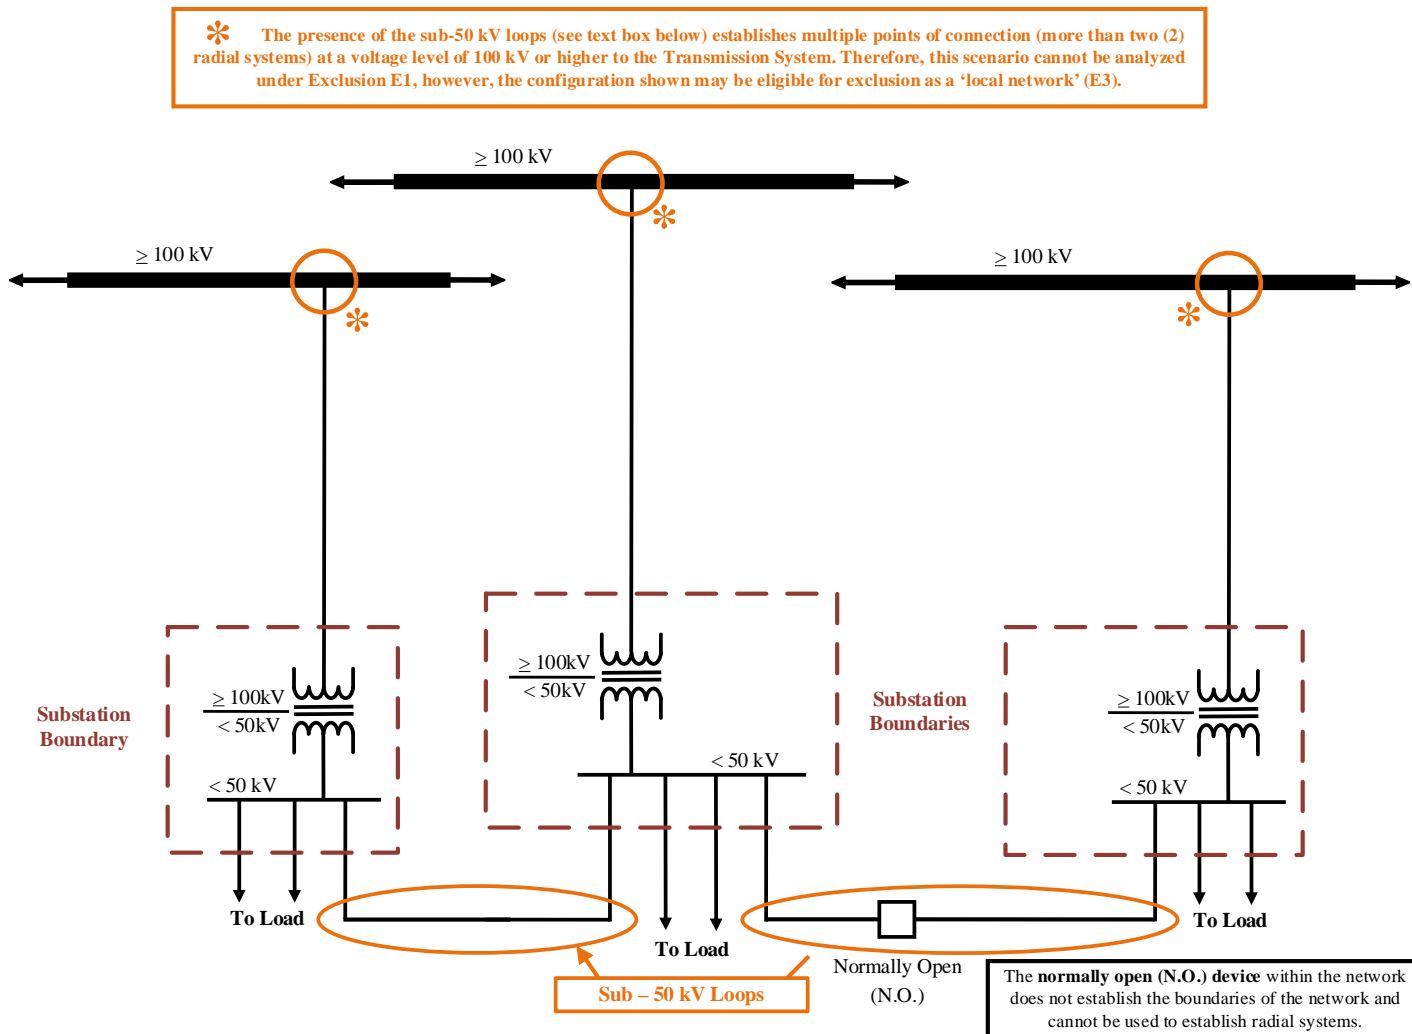 ✻ The presence of the sub-50 kV loops (see text box below) establishes multiple points of connection (more than two (2)
radial systems) at a voltage level of 100 kV or higher to the Transmission System. Therefore, this scenario cannot be analyzed
under Exclusion E1, however, the configuration shown may be eligible for exclusion as a ‘local network’ (E3).
≥ 100 kV
✻
≥ 100 kV
✻
≥ 100 kV
✻
≥ 100kV
< 50kV
≥ 100kV
< 50kV
≥ 100kV
< 50kV
Substation
Boundary
Substation
Boundaries
< 50 kV
< 50 kV
< 50 kV
To Load
To Load
To Load
Sub – 50 kV Loops
Normally Open
(N.O.)
The normally open (N.O.) device within the network
does not establish the boundaries of the network and
cannot be used to establish radial systems.